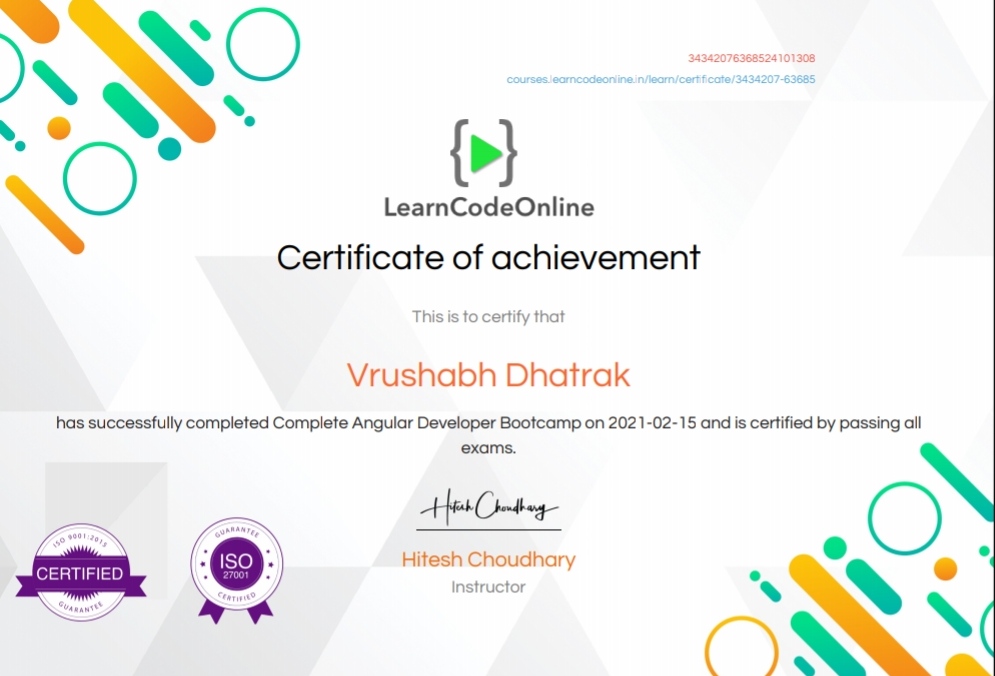 34342076368524101308
courses.learncodeonline.in/learn/certificate/3434207-63685
{ }
LearnCodeOnline
Certificate of achievement
This is to certify that
Vrushabh Dhatrak
has successfully completed Complete Angular Developer Bootcamp on 2021-02-15 and is certified by passing all
exams.
Hitesh Choudhary
Hitesh Choudhary
Instructor
ISO 9001:2015
CERTIFIED
GUARANTEE
GUARANTEE
ISO
27001
CERTIFIED